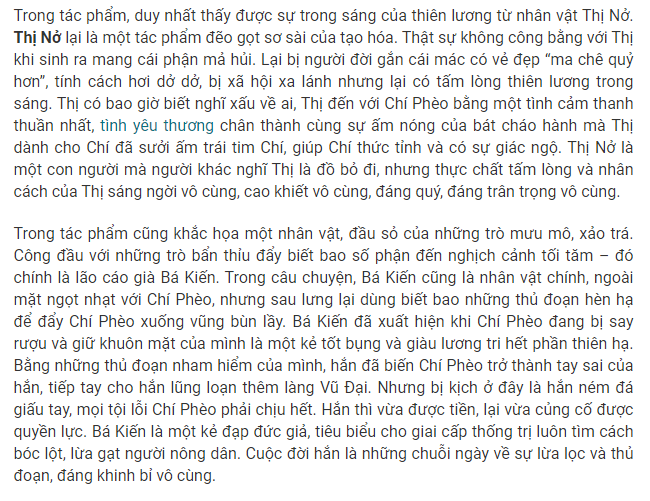 Trong tác phẩm, duy nhất thấy được sự trong sáng của thiên lương từ nhân vật Thị Nở.
Thị Nở lại là một tác phẩm đẽo gọt sơ sài của tạo hóa. Thật sự không công bằng với Thị
khi sinh ra mang cái phận mả hủi. Lại bị người đời gắn cái mác có vẻ đẹp “ma chê quỷ
hơn”, tính cách hơi dở dở, bị xã hội xa lánh nhưng lại có tấm lòng thiên lương trong
sáng. Thị có bao giờ biết nghĩ xấu về ai, Thị đến với Chí Phèo bằng một tình cảm thanh
thuần nhất, tình yêu thương chân thành cùng sự ấm nóng của bát cháo hành mà Thị
dành cho Chí đã sưởi ấm trái tim Chí, giúp Chí thức tỉnh và có sự giác ngộ. Thị Nở là
một con người mà người khác nghĩ Thị là đồ bỏ đi, nhưng thực chất tấm lòng và nhân
cách của Thị sáng ngời vô cùng, cao khiết vô cùng, đáng quý, đáng trân trọng vô cùng.
Trong tác phẩm cũng khắc họa một nhân vật, đầu sỏ của những trò mưu mô, xảo trá.
Công đầu với những trò bẩn thỉu đẩy biết bao số phận đến nghịch cảnh tối tăm – đó
chính là lão cáo già Bá Kiến. Trong câu chuyện, Bá Kiến cũng là nhân vật chính, ngoài
mặt ngọt nhạt với Chí Phèo, nhưng sau lưng lại dùng biết bao những thủ đoạn hèn hạ
để đẩy Chí Phèo xuống vũng bùn lầy. Bá Kiến đã xuất hiện khi Chí Phèo đang bị say
rượu và giữ khuôn mặt của mình là một kẻ tốt bụng và giàu lương tri hết phần thiên hạ.
Bằng những thủ đoạn nham hiểm của mình, hắn đã biến Chí Phèo trở thành tay sai của
hắn, tiếp tay cho hắn lũng loạn thêm làng Vũ Đại. Nhưng bị kịch ở đây là hắn ném đá
giấu tay, mọi tội lỗi Chí Phèo phải chịu hết. Hắn thì vừa được tiền, lại vừa củng cố được
quyền lực. Bá Kiến là một kẻ đạp đức giả, tiêu biểu cho giai cấp thống trị luôn tìm cách
bóc lột, lừa gạt người nông dân. Cuộc đời hắn là những chuỗi ngày về sự lừa lọc và thủ
đoạn, đáng khinh bỉ vô cùng.